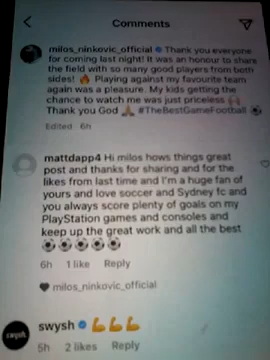 Comments
milos_ninkovic_official Thank you everyone
for coming last night! It was an honour to share
the field with so many good players from both
sides! 🔥 Playing against my favourite team
again was a pleasure. My kids getting the
chance to watch me was just priceless 🙌🏻
Thank you God 🙏🏻 #TheBestGameFootball ⚽
Edited 6h
mattdapp4 Hi milos hows things great
post and thanks for sharing and for the
likes from last time and I'm a huge fan of
yours and love soccer and Sydney fc and
you always score plenty of goals on my
PlayStation games and consoles and
keep up the great work and all the best
⚽⚽⚽⚽⚽
6h 1 like Reply
milos_ninkovic_official
swysh 💪💪💪
5h 2 likes Reply